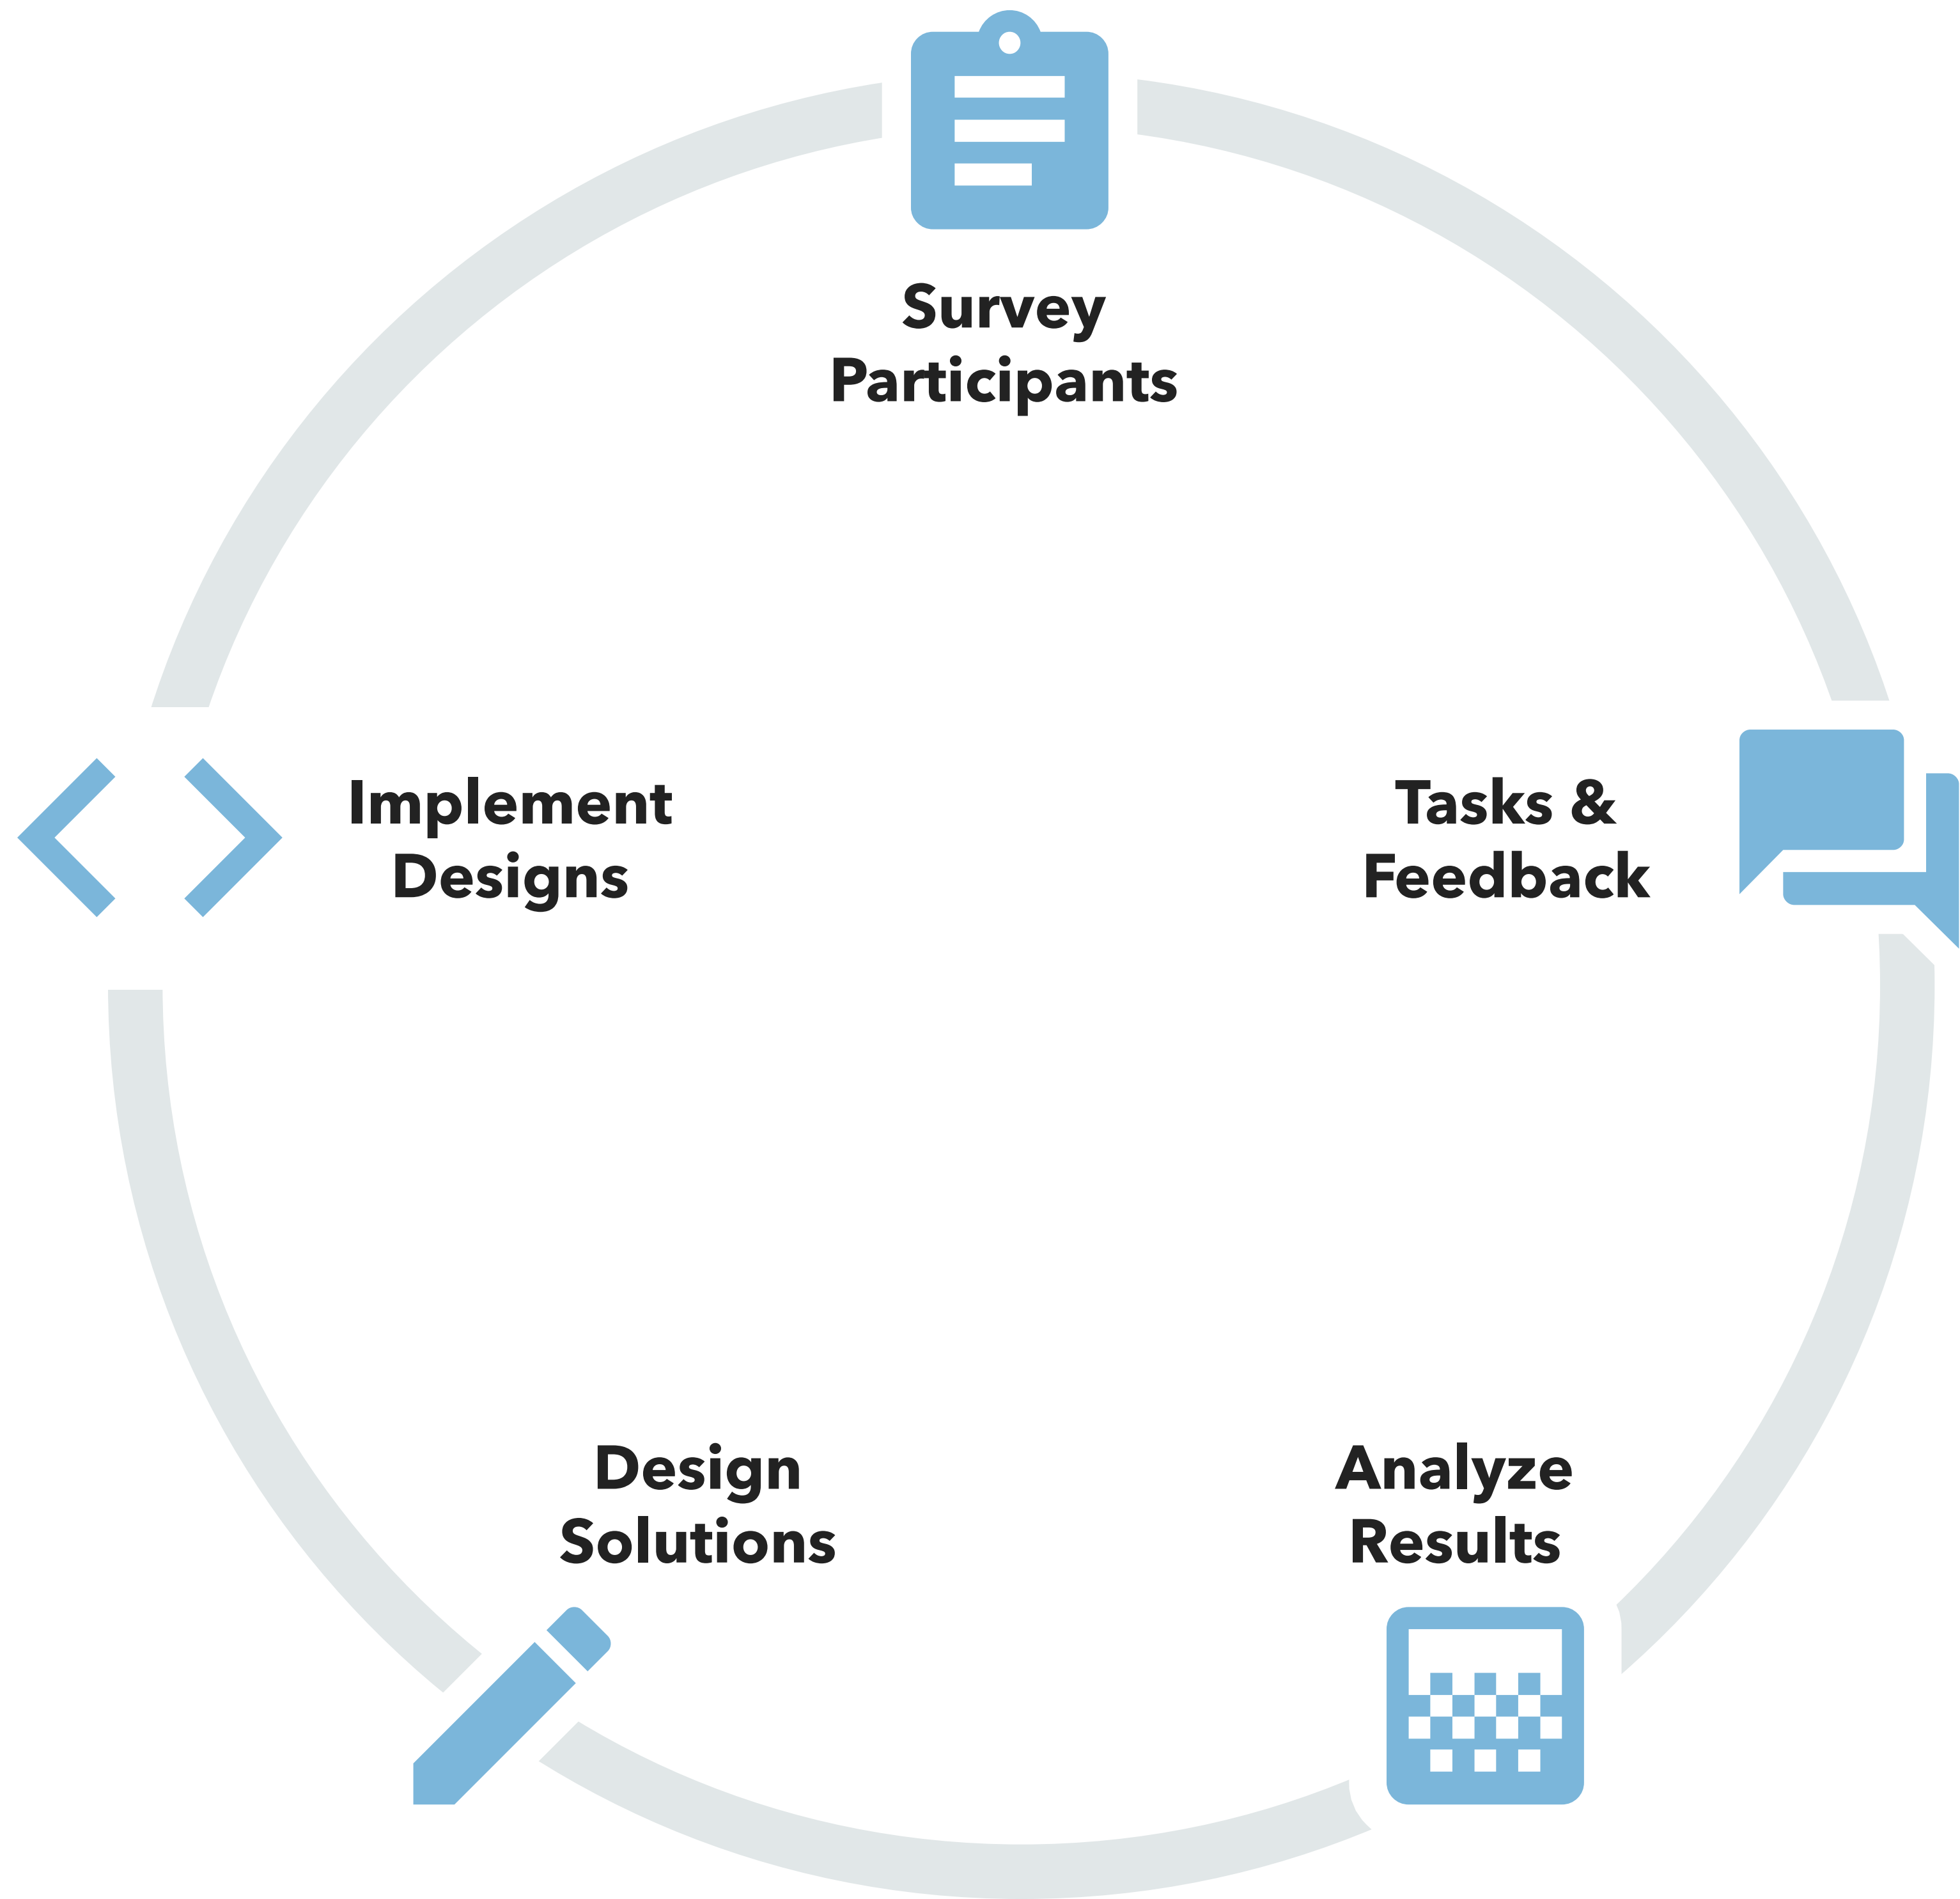 Survey
Participants
Implement
Designs
Tasks &
Feedback
Design
Solutions
Analyze
Results